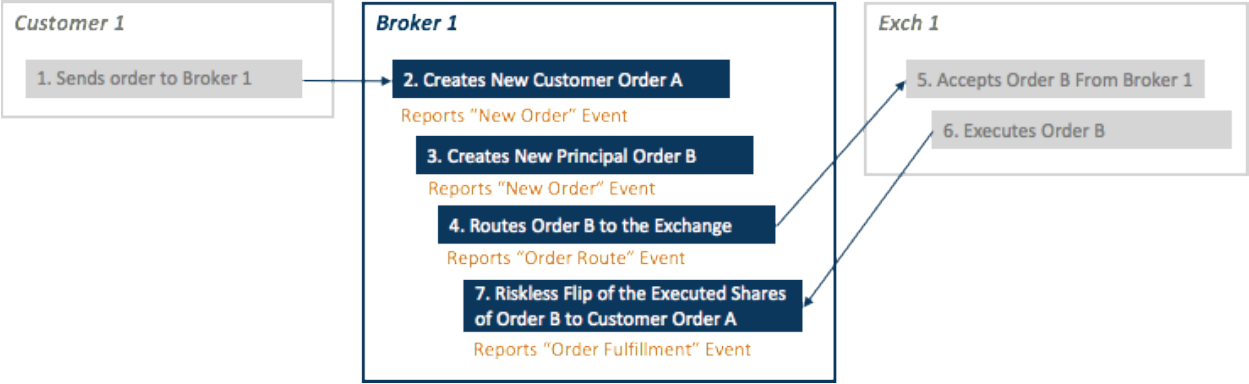 Customer 1
1. Sends order to Broker 1
Broker 1
2. Creates New Customer Order A
Reports "New Order" Event
3. Creates New Principal Order B
Reports "New Order" Event
4. Routes Order B to the Exchange
Reports "Order Route" Event
7. Riskless Flip of the Executed Shares
of Order B to Customer Order A
Reports "Order Fulfillment" Event
Exch 1
5. Accepts Order B From Broker 1
6. Executes Order B